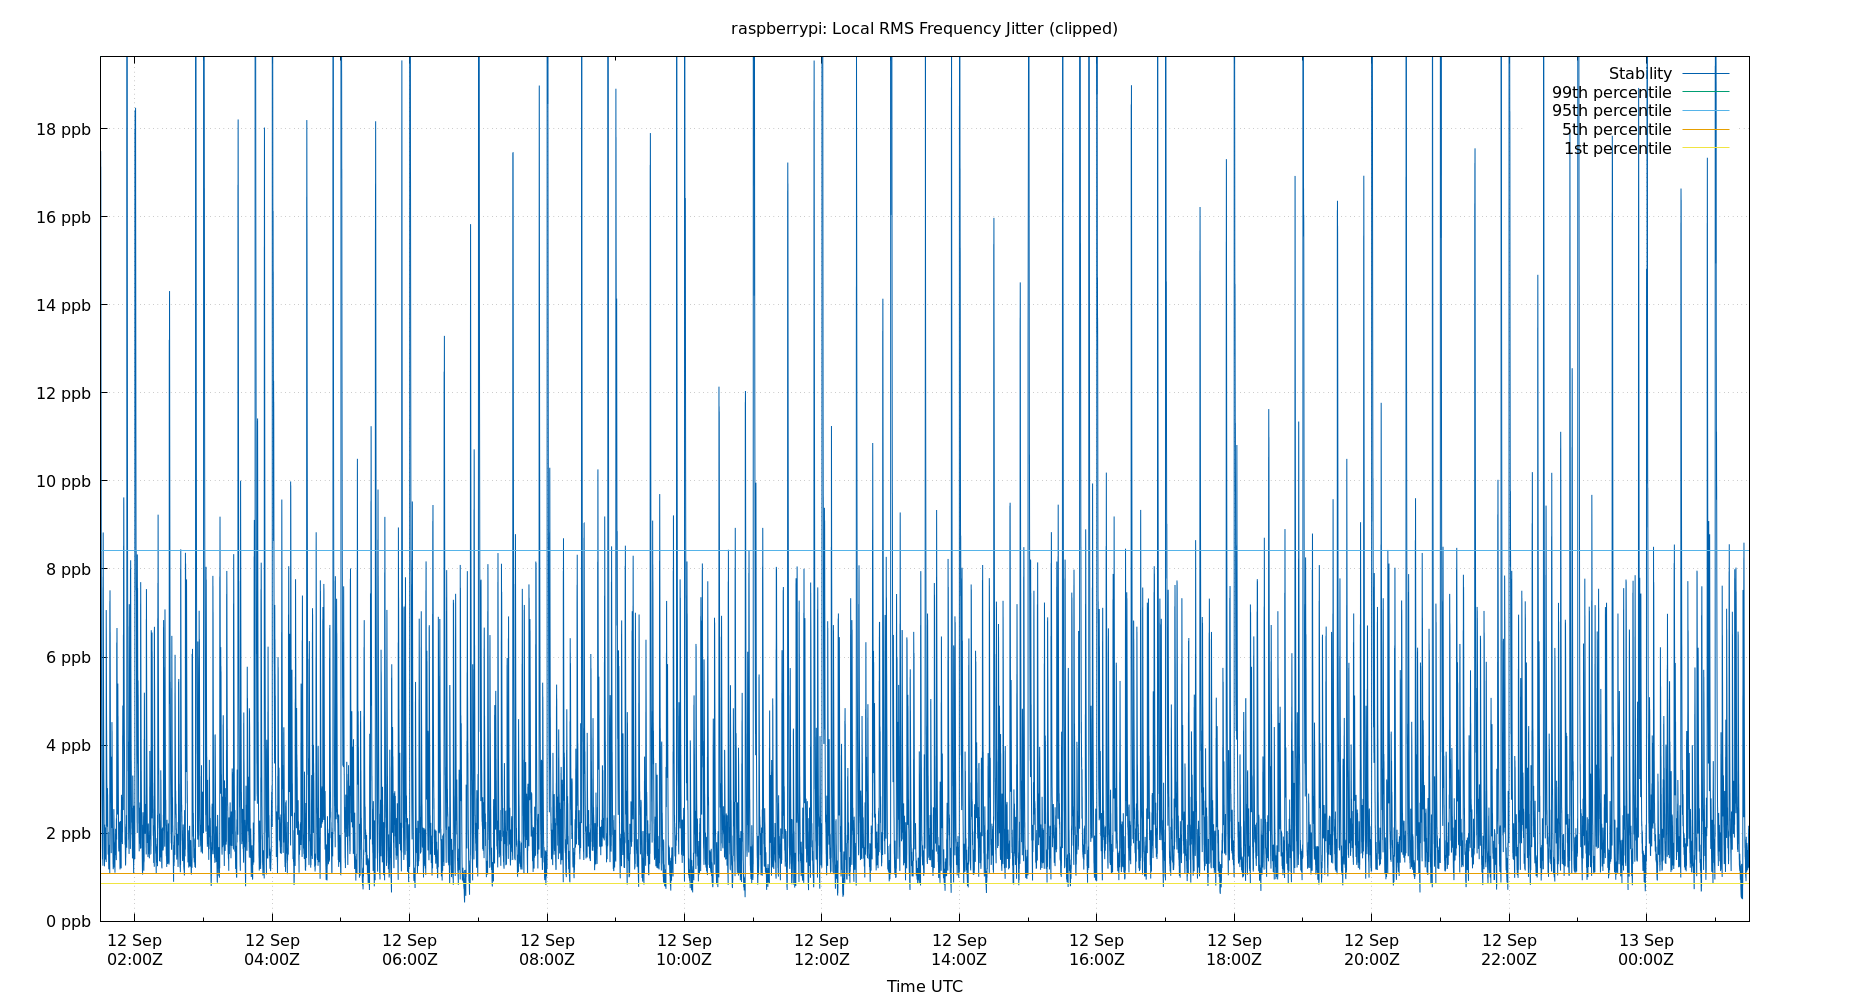 raspberrypi: Local RMS Frequency Jitter (clipped)
Stability
99th percentile
95th percentile
5th percentile
1st percentile
18 ppb
16 ppb
14 ppb
12 ppb
10 ppb
8 ppb
6 ppb
4 ppb
2 ppb
0 ppb
12 Sep 12 Sep 12 Sep 12 Sep 12 Sep 12 Sep 12 Sep 12 Sep 12 Sep 12 Sep 12 Sep 13 Sep
02:00Z 04:00Z 06:00Z 08:00Z 10:00Z 12:00Z 14:00Z 16:00Z 18:00Z 20:00Z 22:00Z 00:00Z
Time UTC